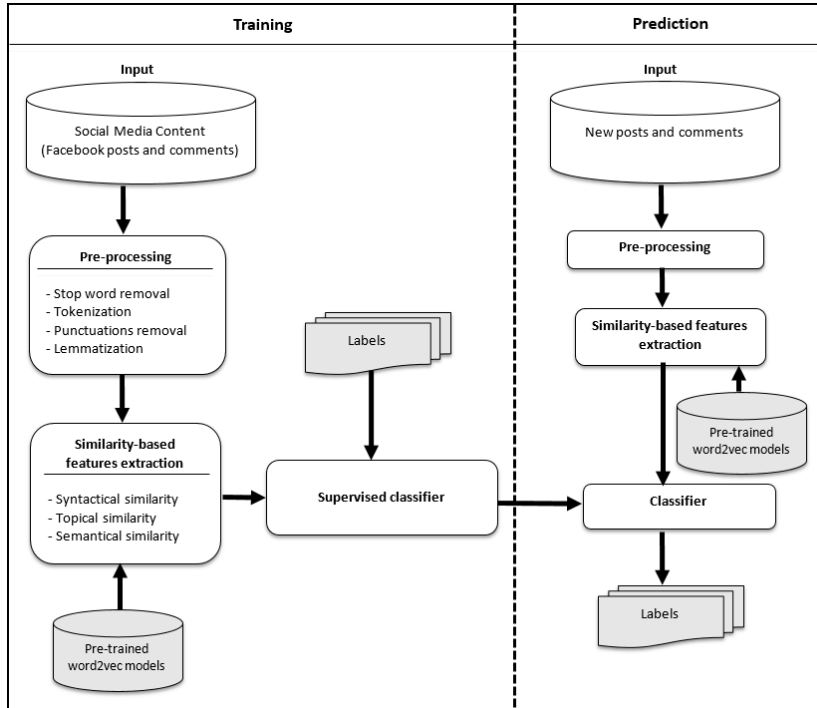 Training
Input
Social Media Content
(Facebook posts and comments)
Pre-processing
- Stop word removal
- Tokenization
- Punctuations removal
- Lemmatization
Similarity-based
features extraction
- Syntactical similarity
- Topical similarity
- Semantical similarity
Pre-trained
word2vec models
Labels
Supervised classifier
Prediction
Input
New posts and comments
Pre-processing
Similarity-based features
extraction
Pre-trained
word2vec models
Classifier
Labels